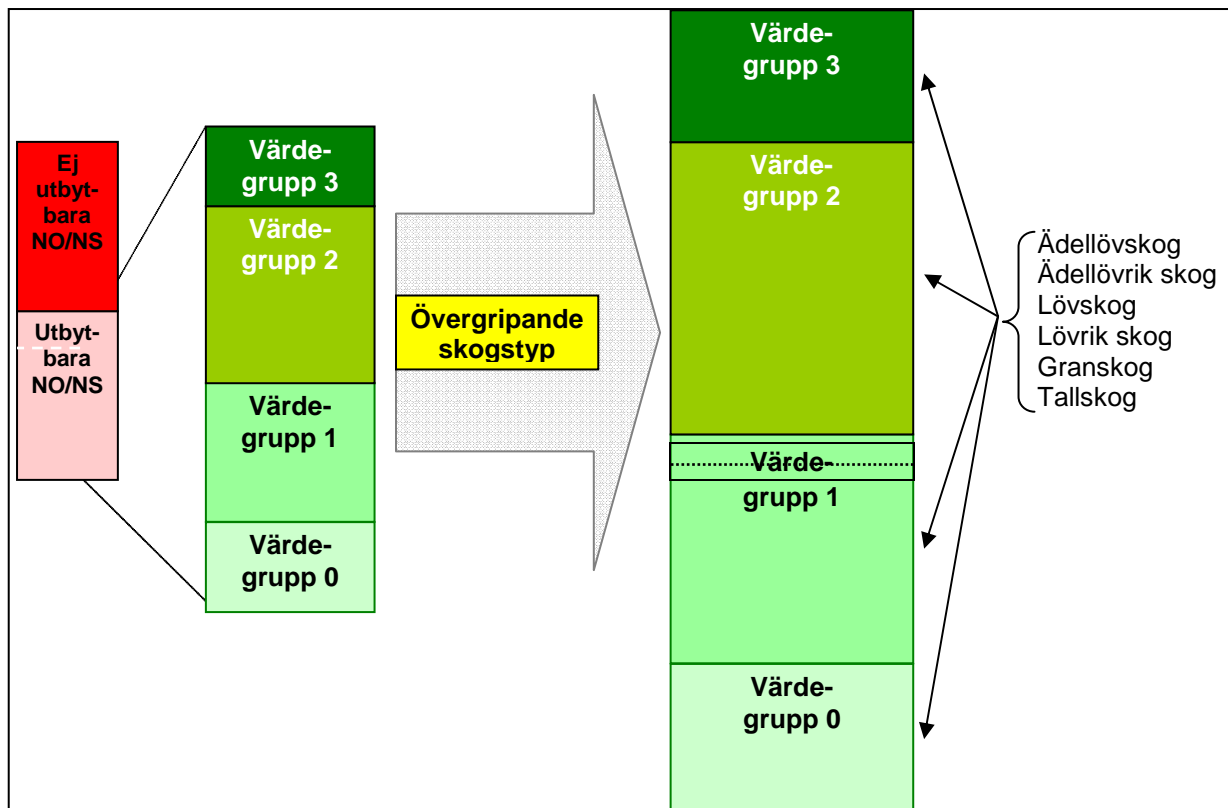 Ej
utbyt-
bara
NO/NS
Utbyt-
bara
NO/NS
Värde-
grupp 3
Värde-
grupp 2
Värde-
grupp 1
Värde-
grupp 0
Övergripande
skogstyp
Värde-
grupp 3
Värde-
grupp 2
Värde-
grupp 1
Värde-
grupp 0
Ädellövskog
Ädellövrik skog
Lövskog
Lövrik skog
Granskog
Tallskog